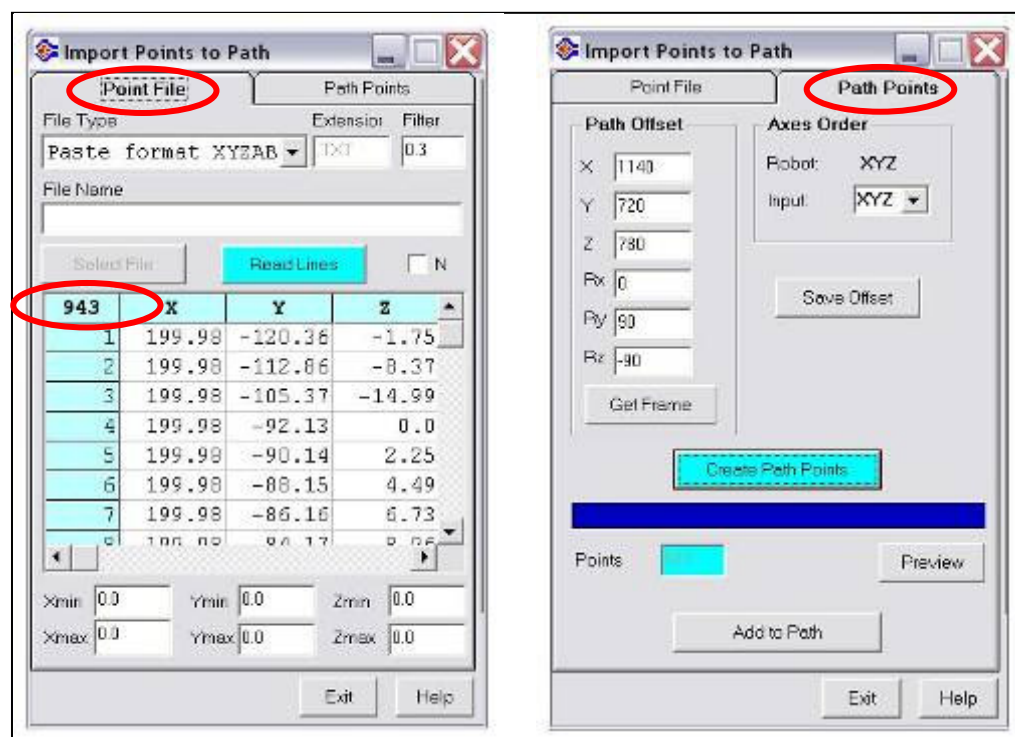 Import Points to Path
Point File
Path Points
File Type
Extension
Filter
Paste format XYZAB
TXT
0.3
File Name
Select File
Read Lines
N
943 X Y Z
1 199.98 -120.36 -1.75
2 199.98 -112.86 -8.37
3 199.98 -105.37 -14.99
4 199.98 -92.13 0.0
5 199.98 -90.14 2.25
6 199.98 -88.15 4.49
7 199.98 -86.16 6.73
Xmin 0.0 Ymin 0.0 Zmin 0.0
Xmax 0.0 Ymax 0.0 Zmax 0.0
Exit Help
Import Points to Path
Point File
Path Points
Path Offset
X 1140
Y 720
Z 780
Rx 0
Ry 90
Rz -90
Get Frame
Axes Order
Robot: XYZ
Input: XYZ
Save Offset
Create Path Points
Points
Preview
Add to Path
Exit Help